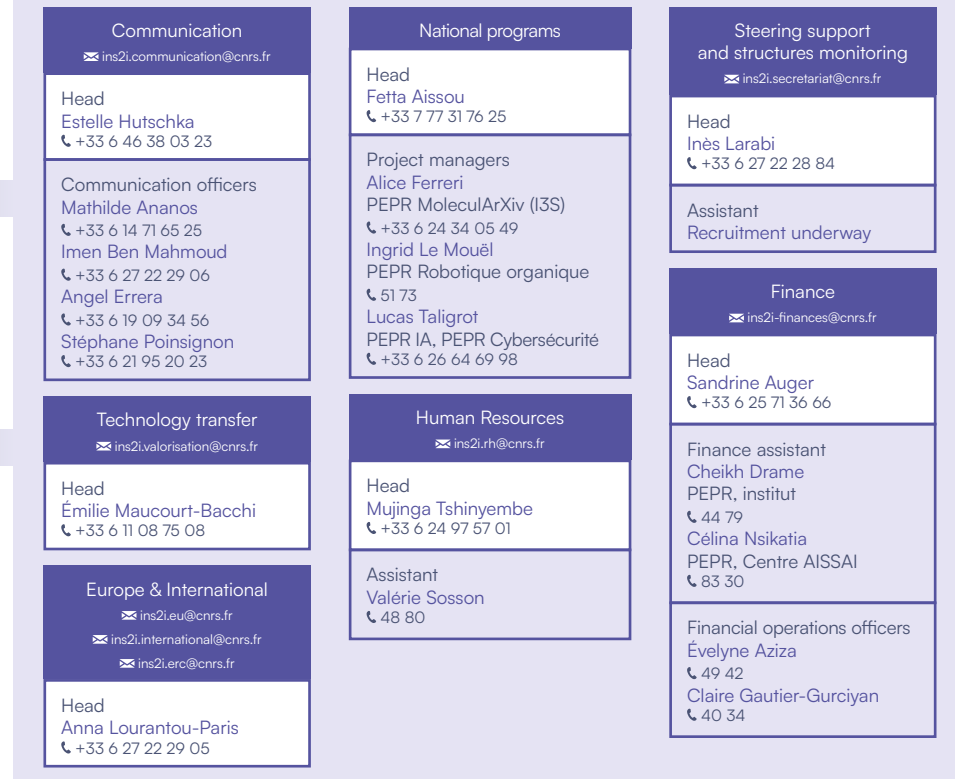 Communication
ins2i.communication@cnrs.fr
Head
Estelle Hutschka
+33 6 46 38 03 23
Communication officers
Mathilde Ananos
+33 6 14 71 65 25
Imen Ben Mahmoud
+33 6 27 22 29 06
Angel Errera
+33 6 19 09 34 56
Stéphane Poinsignon
+33 6 21 95 20 23
Technology transfer
ins2i.valorisation@cnrs.fr
Head
Émilie Maucourt-Bacchi
+33 6 11 08 75 08
Europe & International
ins2i.eu@cnrs.fr
ins2i.international@cnrs.fr
ins2i.erc@cnrs.fr
Head
Anna Lourantou-Paris
+33 6 27 22 29 05
National programs
Head
Fetta Aissou
+33 7 77 31 76 25
Project managers
Alice Ferreri
PEPR MoleculArXiv (I3S)
+33 6 24 34 05 49
Ingrid Le Mouël
PEPR Robotique organique
51 73
Lucas Taligrot
PEPR IA, PEPR Cybersécurité
+33 6 26 64 69 98
Human Resources
ins2i.rh@cnrs.fr
Head
Mujinga Tshinyembe
+33 6 24 97 57 01
Assistant
Valérie Sosson
48 80
Steering support
and structures monitoring
ins2i.secretariat@cnrs.fr
Head
Inès Larabi
+33 6 27 22 28 84
Assistant
Recruitment underway
Finance
ins2i-finances@cnrs.fr
Head
Sandrine Auger
+33 6 25 71 36 66
Finance assistant
Cheikh Drame
PEPR, institut
44 79
Célina Nsikatia
PEPR, Centre AISSAI
83 30
Financial operations officers
Évelyne Aziza
49 42
Claire Gautier-Gurciyan
40 34